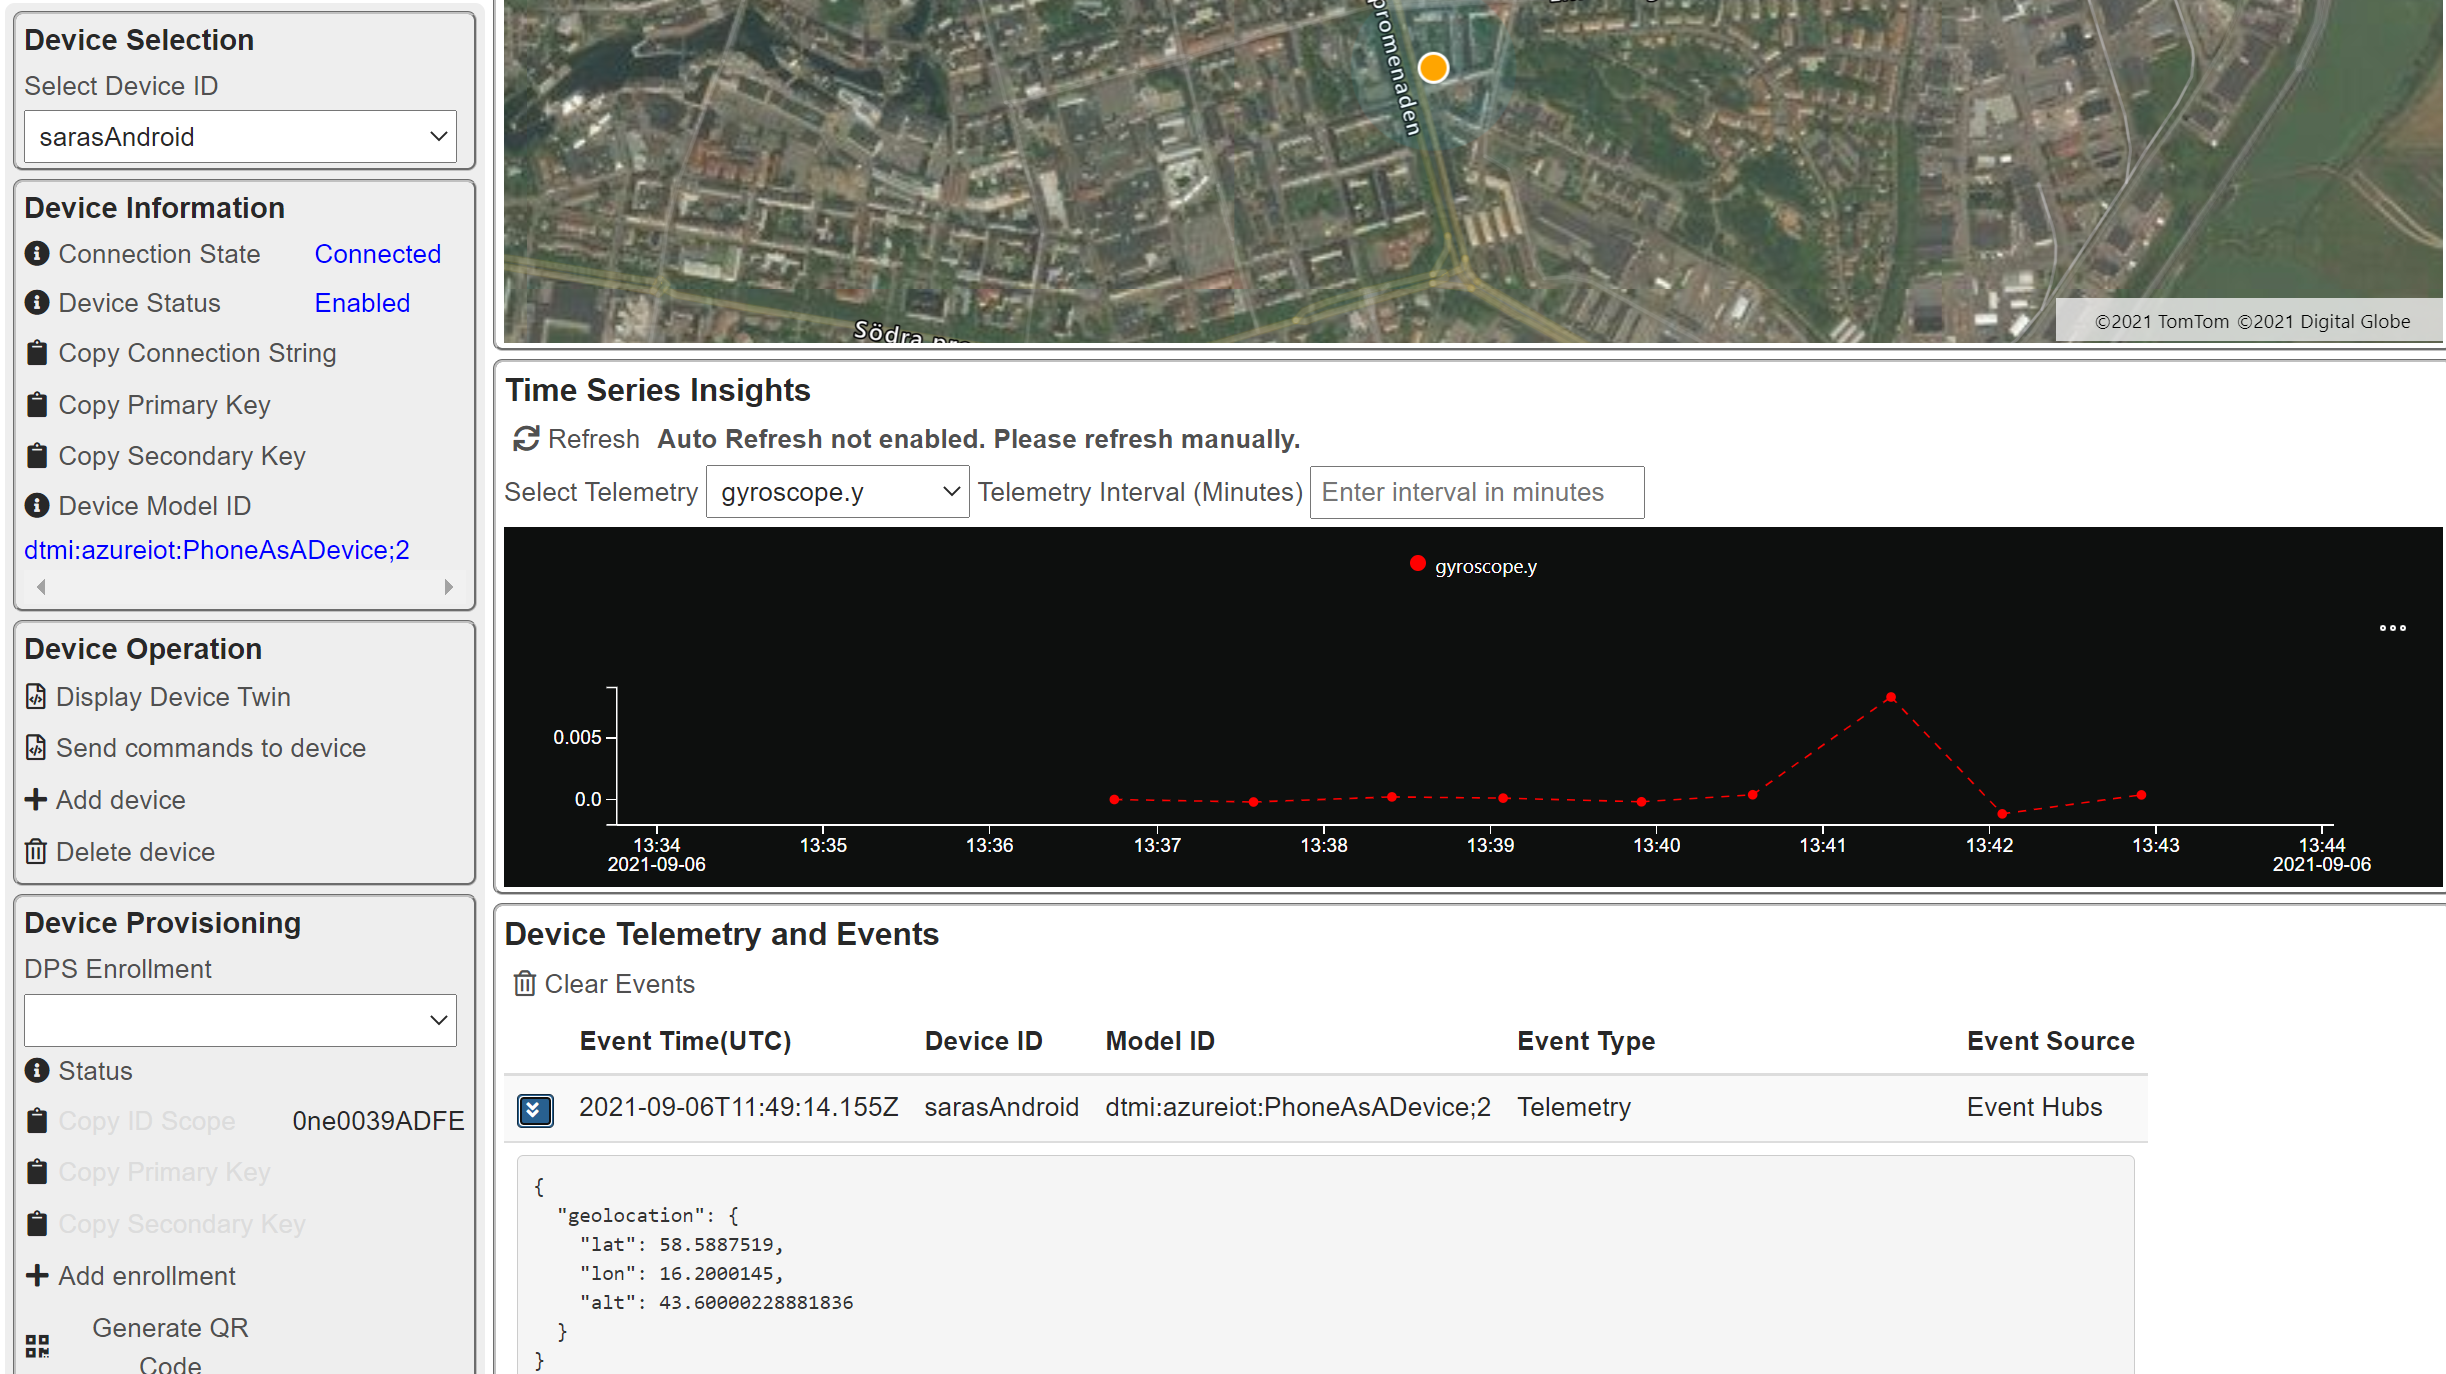 Device Selection
Select Device ID
sarasAndroid
Device Information
Connection State Connected
Device Status Enabled
Copy Connection String
Copy Primary Key
Copy Secondary Key
Device Model ID
dtmi:azureiot:PhoneAsADevice;2
Device Operation
Display Device Twin
Send commands to device
Add device
Delete device
Device Provisioning
DPS Enrollment
Status
Copy ID Scope 0ne0039ADFE
Copy Primary Key
Copy Secondary Key
Add enrollment
Generate QR
Code
promenaden
Södra
©2021 TomTom ©2021 Digital Globe
Time Series Insights
Refresh Auto Refresh not enabled. Please refresh manually.
Select Telemetry gyroscope.y Telemetry Interval (Minutes) Enter interval in minutes
gyroscope.y
0.005
0.0
13:34 13:35 13:36 13:37 13:38 13:39 13:40 13:41 13:42 13:43 13:44
2021-09-06 2021-09-06
Device Telemetry and Events
Clear Events
Event Time(UTC) Device ID Model ID Event Type Event Source
2021-09-06T11:49:14.155Z sarasAndroid dtmi:azureiot:PhoneAsADevice;2 Telemetry Event Hubs
{
"geolocation": {
"lat": 58.5887519,
"lon": 16.2000145,
"alt": 43.60000228881836
}
}